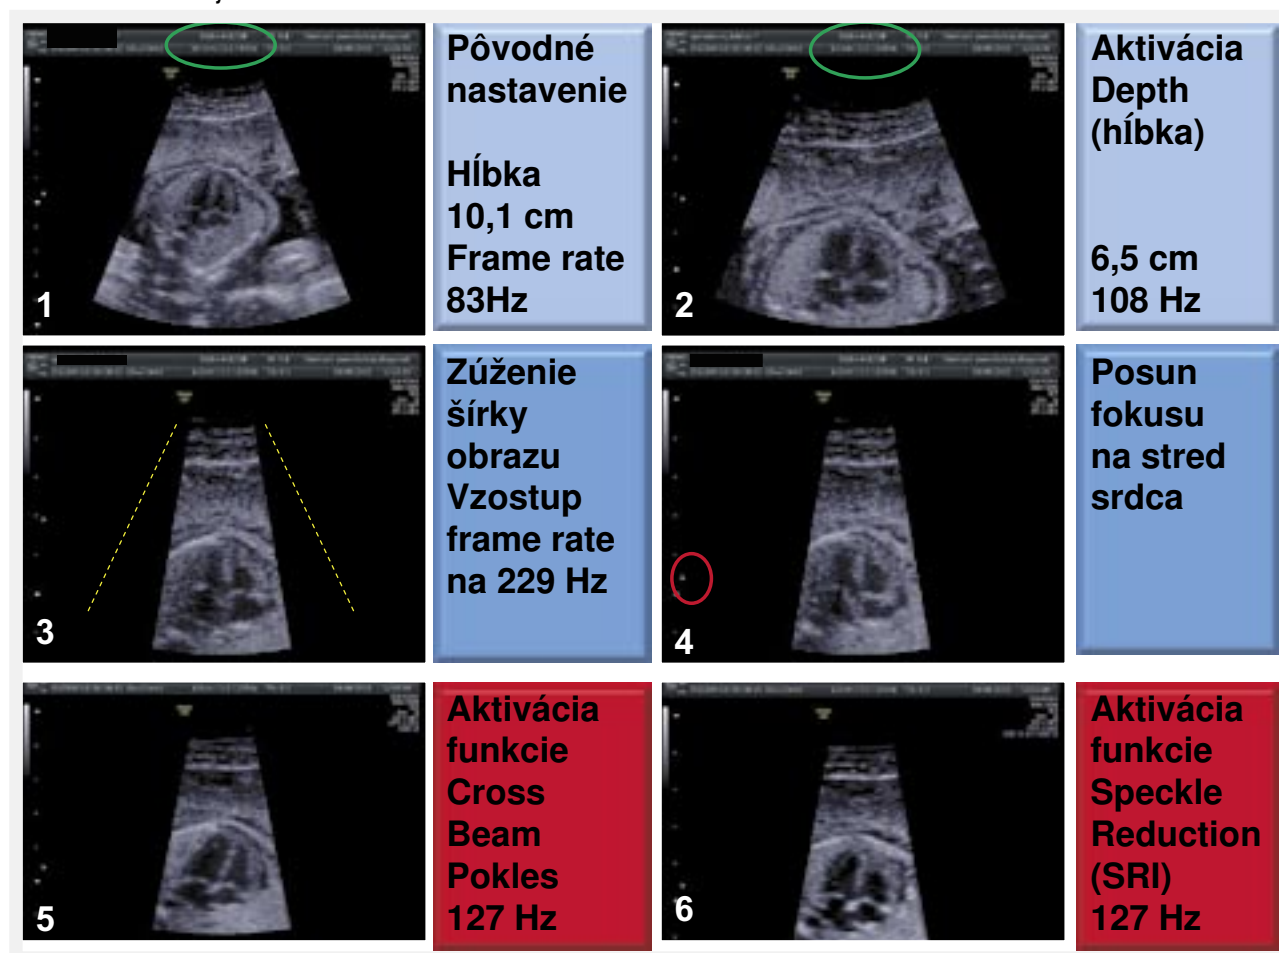 Pôvodné
nastavenie
Hĺbka
10,1 cm
Frame rate
83Hz
1
Aktivácia
Depth
(hĺbka)
6,5 cm
108 Hz
2
Zúženie
šírky
obrazu
Vzostup
frame rate
na 229 Hz
3
Posun
fokusu
na stred
srdca
4
Aktivácia
funkcie
Cross
Beam
Pokles
127 Hz
5
Aktivácia
funkcie
Speckle
Reduction
(SRI)
127 Hz
6